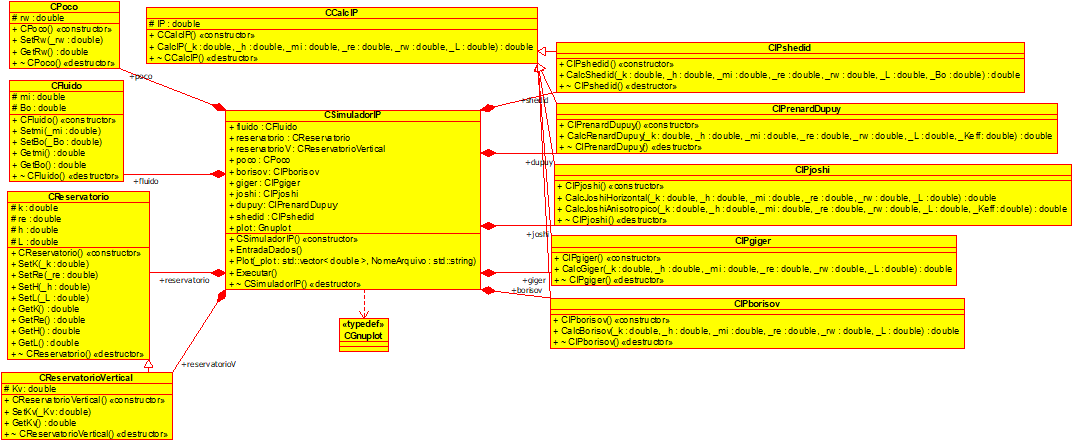 CPoco
# rw : double
+ CPoco() «constructor»
+ SetRw(_rw : double)
+ GetRw() : double
+ ~ CPoco() «destructor»
+poco
CFluido
# mi : double
# Bo : double
+ CFluido() «constructor»
+ Setmi(_mi : double)
+ SetBo(_Bo : double)
+ Getmi() : double
+ GetBo() : double
+ ~ CFluido() «destructor»
+fluido
CReservatorio
# k : double
# re : double
# h : double
# L : double
+ CReservatorio() «constructor»
+ SetK(_k : double)
+ SetRe(_re : double)
+ SetH(_h : double)
+ SetL(_L : double)
+ GetK() : double
+ GetRe() : double
+ GetH() : double
+ GetL() : double
+ ~ CReservatorio() «destructor»
+reservatorio
CReservatorioVertical
# Kv : double
+ CReservatorioVertical() «constructor»
+ SetKv(_Kv : double)
+ GetKv() : double
+ ~ CReservatorioVertical() «destructor»
+reservatorioV
CCalcIP
# IP : double
+ CCalcIP() «constructor»
+ CalcIP(_k : double, _h : double, _mi : double, _re : double, _rw : double, _L : double) : double
+ ~ CCalcIP() «destructor»
CSimuladorIP
+ fluido : CFluido
+ reservatorio : CReservatorio
+ reservatorioV : CReservatorioVertical
+ poco : CPoco
+ borisov : CIPborisov
+ giger : CIPgiger
+ joshi : CIPjoshi
+ dupuy : CIPrenardDupuy
+ shedid : CIPshedid
+ plot : Gnuplot
+ CSimuladorIP() «constructor»
+ EntradaDados()
+ Plot(_plot : std::vector< double >, NomeArquivo : std::string)
+ Executar()
+ ~ CSimuladorIP() «destructor»
«typedef»
CGnuplot
CIPshedid
+ CIPshedid() «constructor»
+ CalcShedid(_k : double, _h : double, _mi : double, _re : double, _rw : double, _L : double, _Bo : double) : double
+ ~ CIPshedid() «destructor»
+shedid
CIPrenardDupuy
+ CIPrenardDupuy() «constructor»
+ CalcRenardDupuy(_k : double, _h : double, _mi : double, _re : double, _rw : double, _L : double, _Keff : double) : double
+ ~ CIPrenardDupuy() «destructor»
+dupuy
CIPjoshi
+ CIPjoshi() «constructor»
+ CalcJoshiHorizontal(_k : double, _h : double, _mi : double, _re : double, _rw : double, _L : double) : double
+ CalcJoshiAnisotropico(_k : double, _h : double, _mi : double, _re : double, _rw : double, _L : double, _Keff : double) : double
+ ~ CIPjoshi() «destructor»
+joshi
CIPgiger
+ CIPgiger() «constructor»
+ CalcGiger(_k : double, _h : double, _mi : double, _re : double, _rw : double, _L : double) : double
+ ~ CIPgiger() «destructor»
+giger
+borisov
CIPborisov
+ CIPborisov() «constructor»
+ CalcBorisov(_k : double, _h : double, _mi : double, _re : double, _rw : double, _L : double) : double
+ ~ CIPborisov() «destructor»